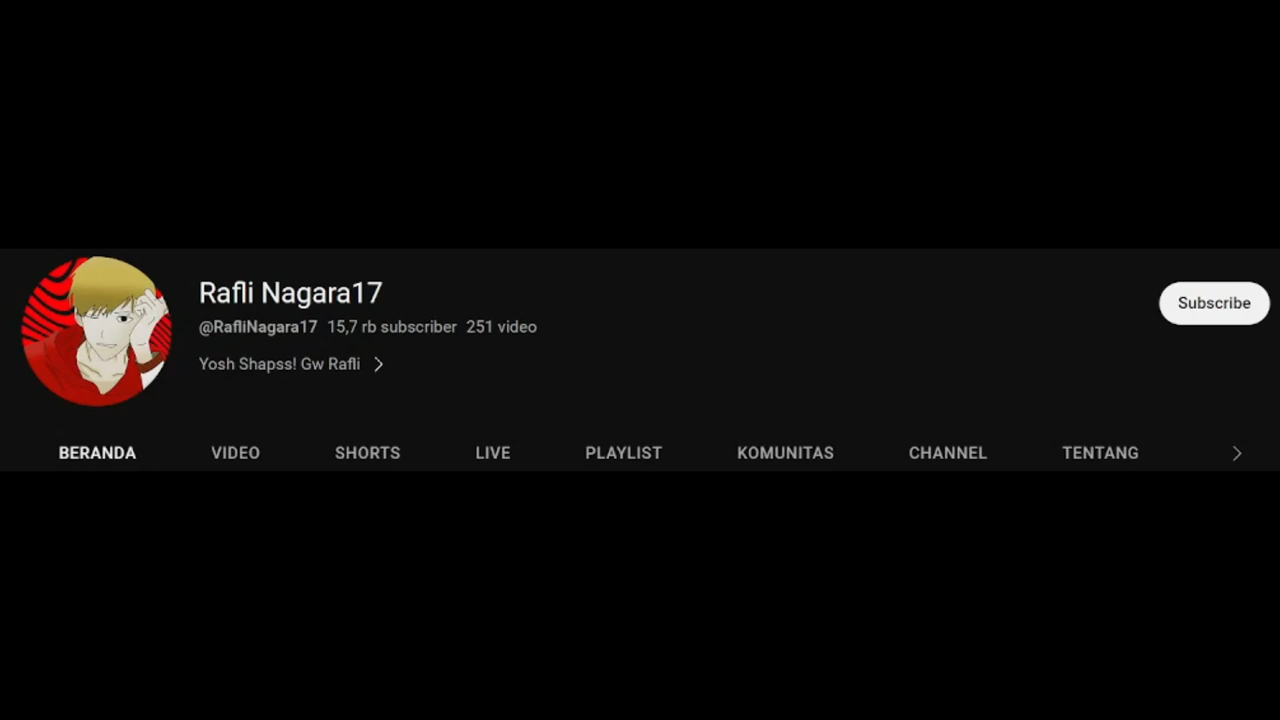 Rafli Nagara17
Subscribe
@RafliNagara17 15,7 rb subscriber 251 video
Yosh Shapss! Gw Rafli
BERANDA VIDEO SHORTS LIVE PLAYLIST KOMUNITAS CHANNEL TENTANG